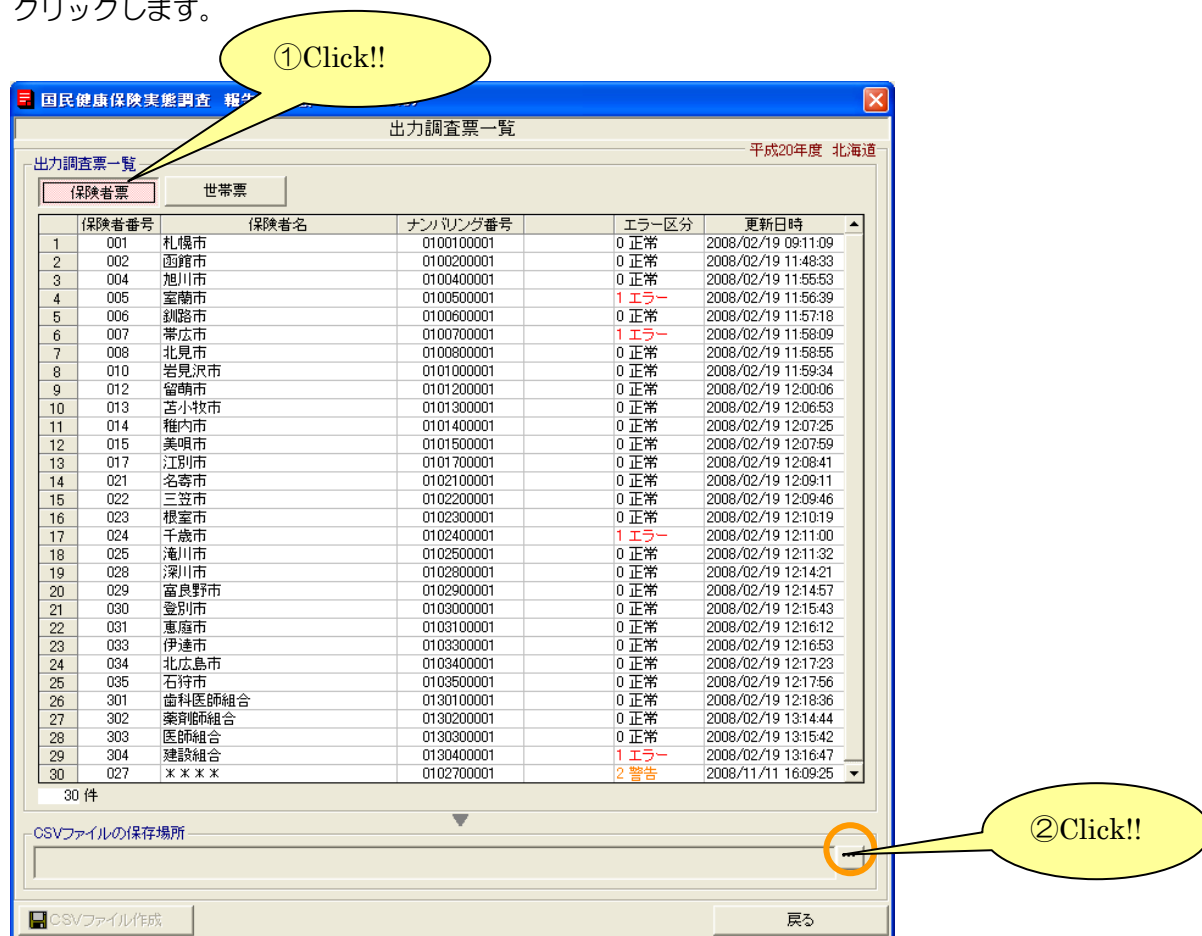 クリックします。
①Click!!
国民健康保険実態調査 報告
出力調査票一覧
平成20年度 北海道
出力調査票一覧
保険者票 世帯票
保険者番号 保険者名 ナンバリング番号 エラー区分 更新日時
1 001 札幌市 0100100001 0 正常 2008/02/19 09:11:09
2 002 函館市 0100200001 0 正常 2008/02/19 11:48:33
3 004 旭川市 0100400001 0 正常 2008/02/19 11:55:53
4 005 室蘭市 0100500001 1 エラー 2008/02/19 11:56:39
5 006 釧路市 0100600001 0 正常 2008/02/19 11:57:18
6 007 帯広市 0100700001 1 エラー 2008/02/19 11:58:09
7 008 北見市 0100800001 0 正常 2008/02/19 11:58:55
8 010 岩見沢市 0101000001 0 正常 2008/02/19 11:59:34
9 012 留萌市 0101200001 0 正常 2008/02/19 12:00:06
10 013 苫小牧市 0101300001 0 正常 2008/02/19 12:06:53
11 014 稚内市 0101400001 0 正常 2008/02/19 12:07:25
12 015 美唄市 0101500001 0 正常 2008/02/19 12:07:59
13 017 江別市 0101700001 0 正常 2008/02/19 12:08:41
14 021 名寄市 0102100001 0 正常 2008/02/19 12:09:11
15 022 三笠市 0102200001 0 正常 2008/02/19 12:09:46
16 023 根室市 0102300001 0 正常 2008/02/19 12:10:19
17 024 千歳市 0102400001 1 エラー 2008/02/19 12:11:00
18 025 滝川市 0102500001 0 正常 2008/02/19 12:11:32
19 028 深川市 0102800001 0 正常 2008/02/19 12:14:21
20 029 富良野市 0102900001 0 正常 2008/02/19 12:14:57
21 030 登別市 0103000001 0 正常 2008/02/19 12:15:43
22 031 恵庭市 0103100001 0 正常 2008/02/19 12:16:12
23 033 伊達市 0103300001 0 正常 2008/02/19 12:16:53
24 034 北広島市 0103400001 0 正常 2008/02/19 12:17:23
25 035 石狩市 0103500001 0 正常 2008/02/19 12:17:56
26 301 歯科医師組合 0130100001 0 正常 2008/02/19 12:18:36
27 302 薬剤師組合 0130200001 0 正常 2008/02/19 13:14:44
28 303 医師組合 0130300001 0 正常 2008/02/19 13:15:42
29 304 建設組合 0130400001 1 エラー 2008/02/19 13:16:47
30 027 ＊＊＊＊ 0102700001 2 警告 2008/11/11 16:09:25
30 件
CSVファイルの保存場所
...
②Click!!
CSVファイル作成 戻る